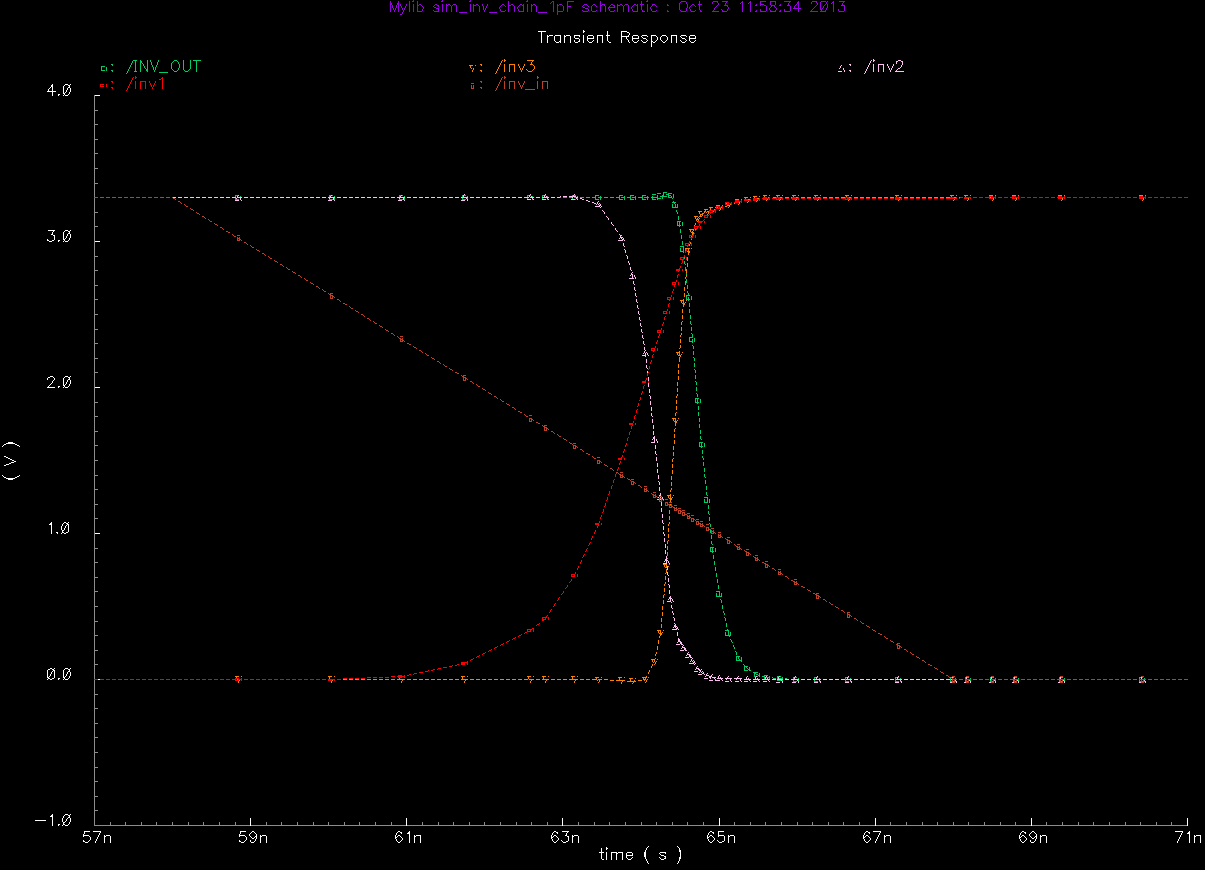 Mylib sim_inv_chain_1pF schematic : Oct 23 11:58:34 2013
Transient Response
▫: /INV_OUT ▿: /inv3 ▵: /inv2
▫: /inv1 ▫: /inv_in
4.0
3.0
2.0
( V )
1.0
0.0
-1.0
57n 59n 61n 63n 65n 67n 69n 71n
time ( s )